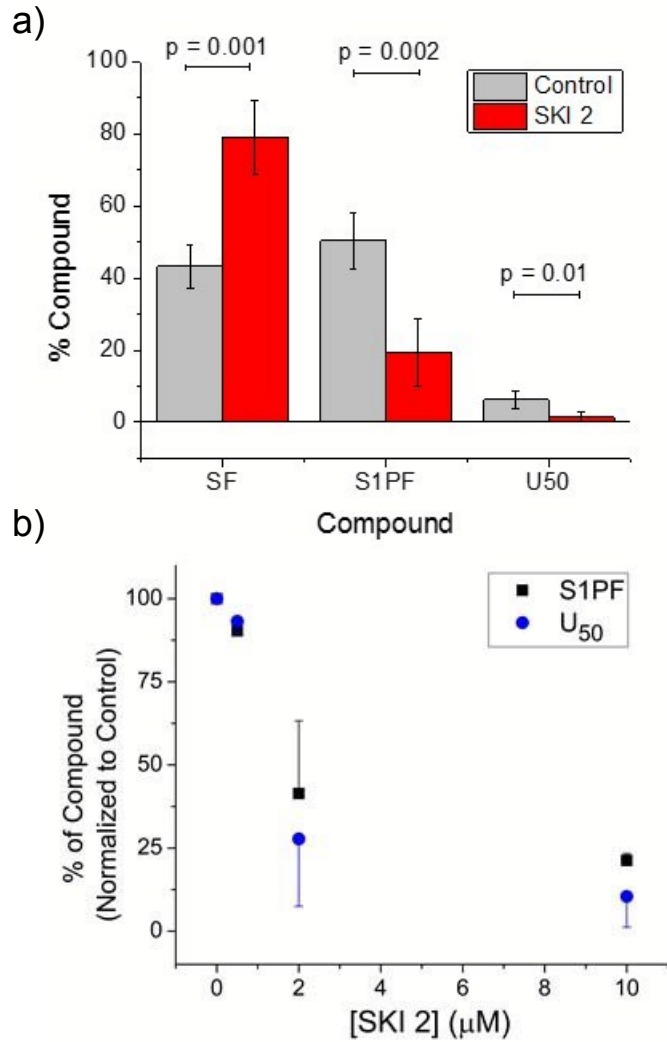 a)
p = 0.001
p = 0.002
100
Control
SKI 2
80
60
p = 0.01
40
20
0
% Compound
SF
S1PF
U50
Compound
b)
S1PF
U₅₀
100
75
50
25
0
% of Compound
(Normalized to Control)
0
2
4
6
8
10
[SKI 2] (μM)